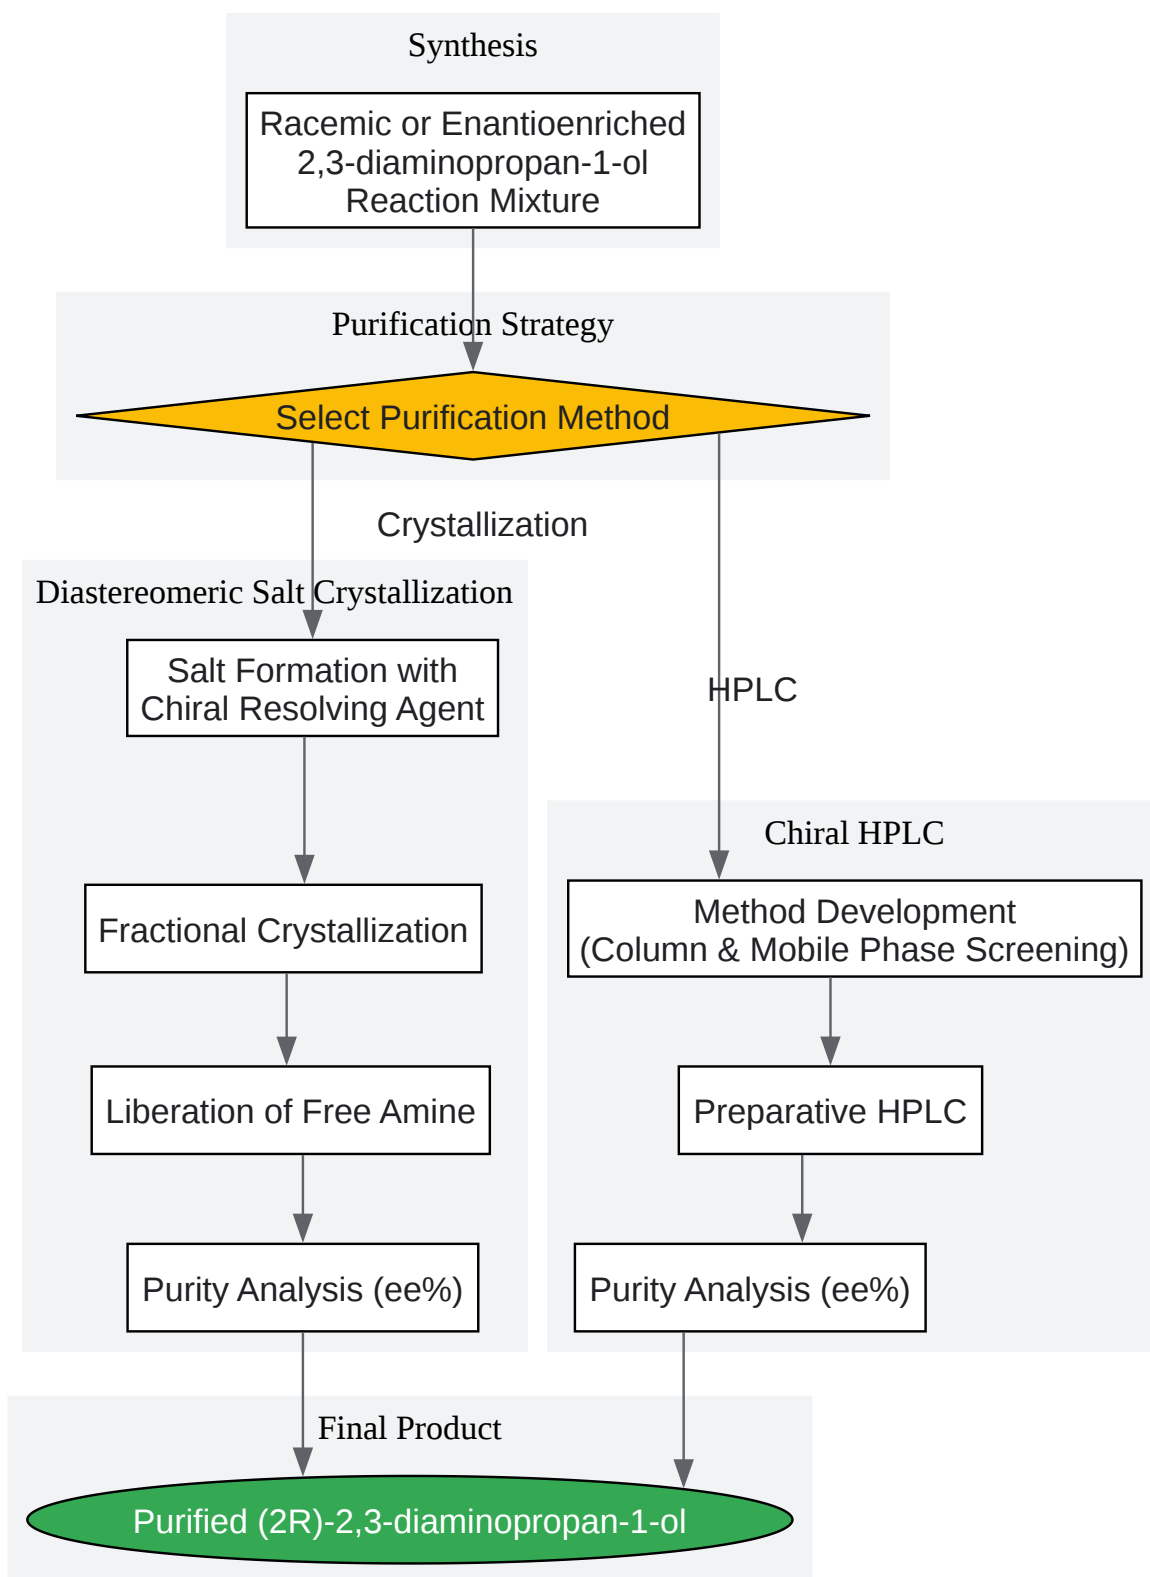 Synthesis
Racemic or Enantioenriched
2,3-diaminopropan-1-ol
Reaction Mixture
Purification Strategy
Select Purification Method
Crystallization
Diastereomeric Salt Crystallization
Salt Formation with
Chiral Resolving Agent
HPLC
Chiral HPLC
Method Development
(Column & Mobile Phase Screening)
Fractional Crystallization
Liberation of Free Amine
Preparative HPLC
Purity Analysis (ee%)
Purity Analysis (ee%)
Final Product
Purified (2R)-2,3-diaminopropan-1-ol